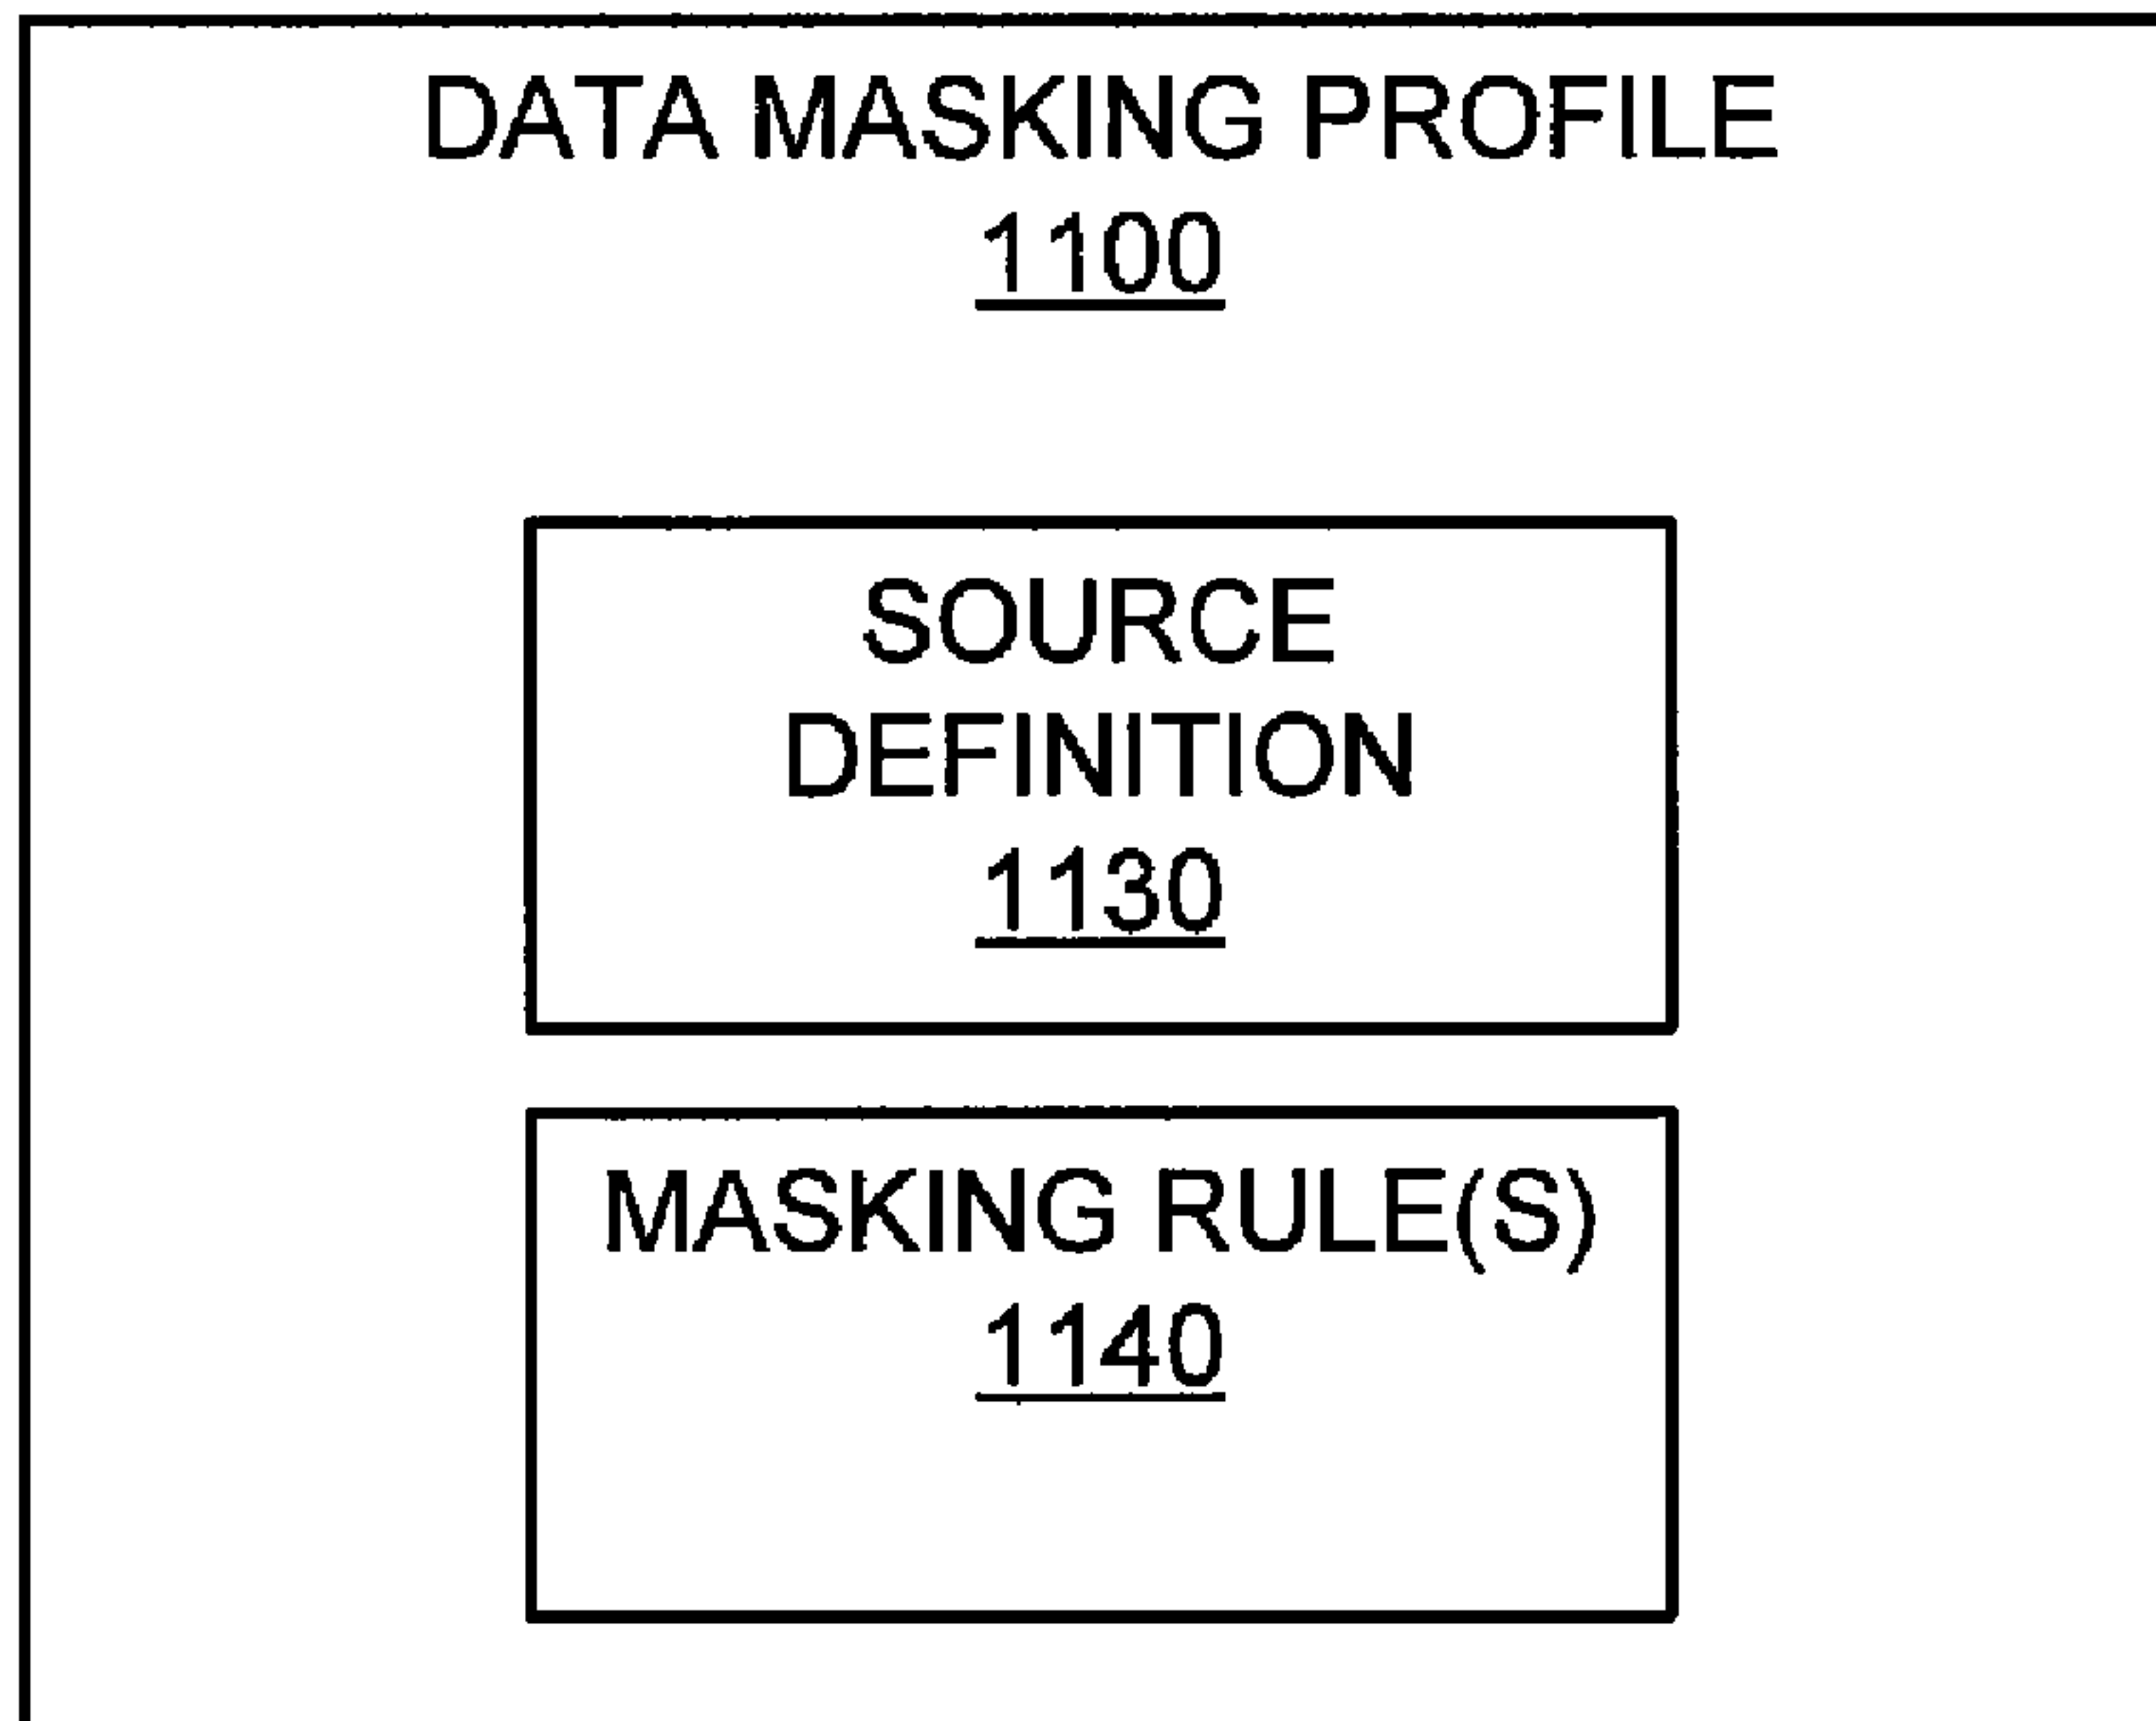 DATA MASKING PROFILE
1100
SOURCE
DEFINITION
1130
MASKING RULE(S)
1140